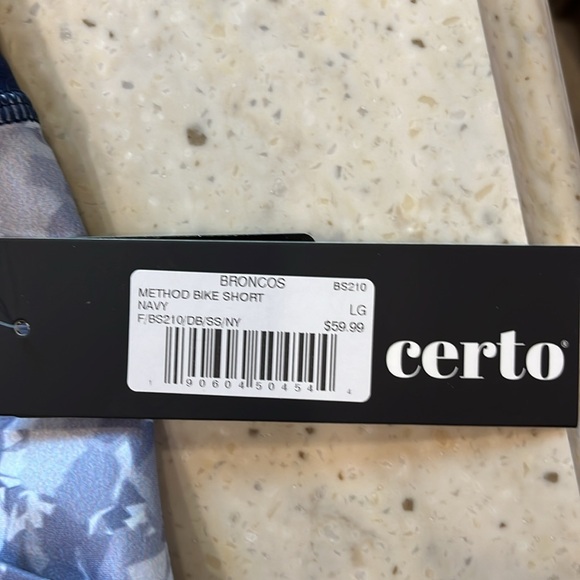 BRONCOS BS210
METHOD BIKE SHORT
NAVY LG
F/BS210/DB/SS/NY $59.99
1 90604 50454 4
certo®